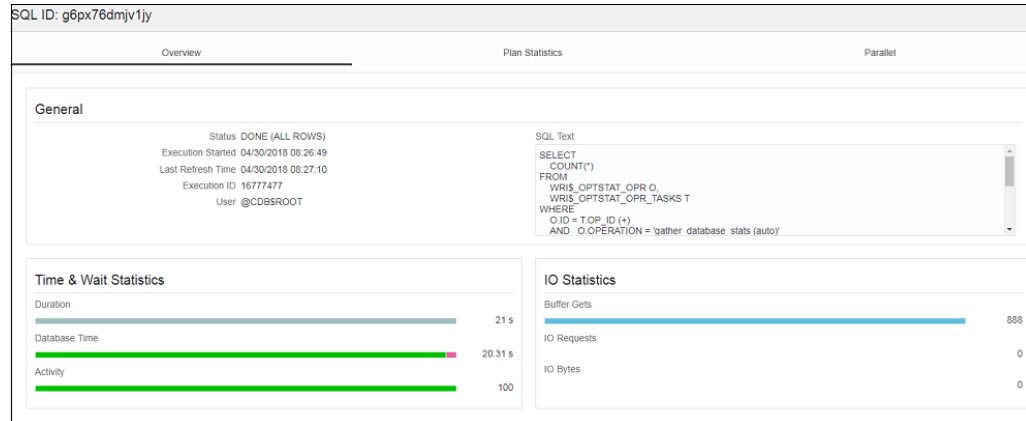 SQL ID: g6px76dmjv1jy
Overview
Plan Statistics
Parallel
General
Status DONE (ALL ROWS)
Execution Started 04/30/2018 08:26:49
Last Refresh Time 04/30/2018 08:27:10
Execution ID 16777477
User @CDB$ROOT
SQL Text
SELECT
COUNT(*)
FROM
WRI$_OPTSTAT_OPR O,
WRI$_OPTSTAT_OPR_TASKS T
WHERE
O.ID = T.OP_ID (+)
AND O.OPERATION = 'gather_database_stats (auto)'
Time & Wait Statistics
Duration
21 s
Database Time
20.31 s
Activity
100
IO Statistics
Buffer Gets
888
IO Requests
0
IO Bytes
0